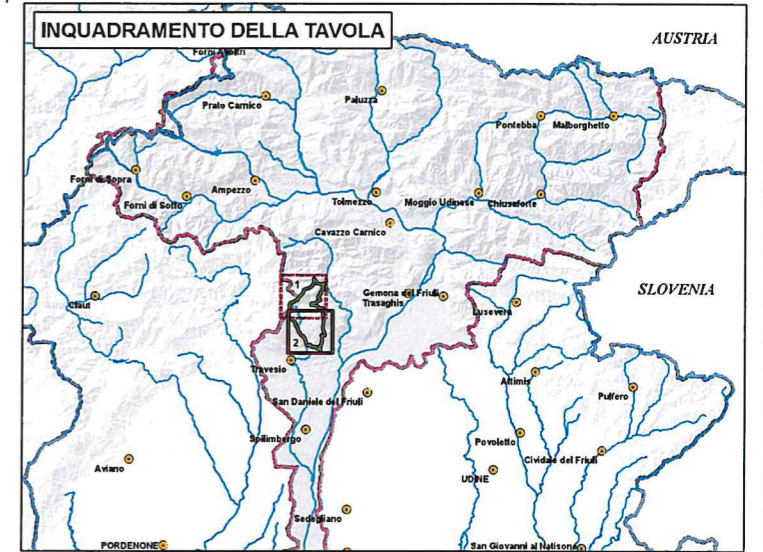 INQUADRAMENTO DELLA TAVOLA
AUSTRIA
Forni Avoltri
Prato Carnico
Paluzza
Pontebba
Malborghetto
Forni di Sopra
Forni di Sotto
Ampezzo
Tolmezzo
Moggio Udinese
Chiusaforte
Cavazzo Carnico
SLOVENIA
Claut
1
Gemona del Friuli
Trasaghis
Lusevera
2
Travesio
San Daniele del Friuli
Attimis
Pulfero
Spilimbergo
Povoletto
Cividale del Friuli
Aviano
UDINE
Sedegliano
PORDENONE
San Giovanni al Natisone